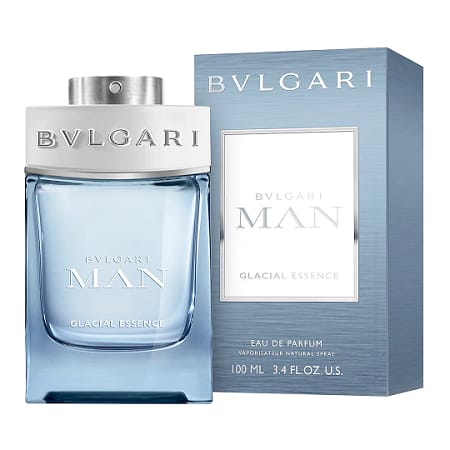 BVLGARI
BVLGARI
MAN
GLACIAL ESSENCE
BVLGARI
BVLGARI
MAN
GLACIAL ESSENCE
EAU DE PARFUM
VAPORISATEUR NATURAL SPRAY
100 ML 3.4 FL.OZ. U.S.